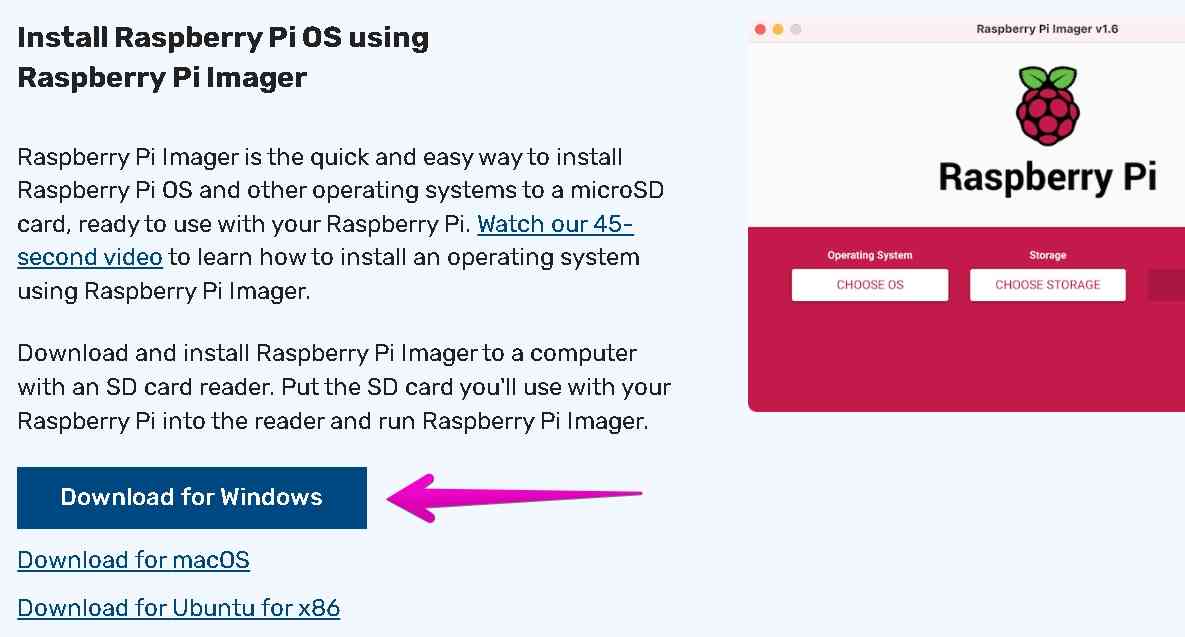 Install Raspberry Pi OS using
Raspberry Pi Imager
Raspberry Pi Imager is the quick and easy way to install
Raspberry Pi OS and other operating systems to a microSD
card, ready to use with your Raspberry Pi. Watch our 45-
second video to learn how to install an operating system
using Raspberry Pi Imager.
Download and install Raspberry Pi Imager to a computer
with an SD card reader. Put the SD card you'll use with your
Raspberry Pi into the reader and run Raspberry Pi Imager.
Download for Windows
Download for macOS
Download for Ubuntu for x86
Raspberry Pi Imager v1.6
Raspberry Pi
Operating System
Storage
CHOOSE OS
CHOOSE STORAGE